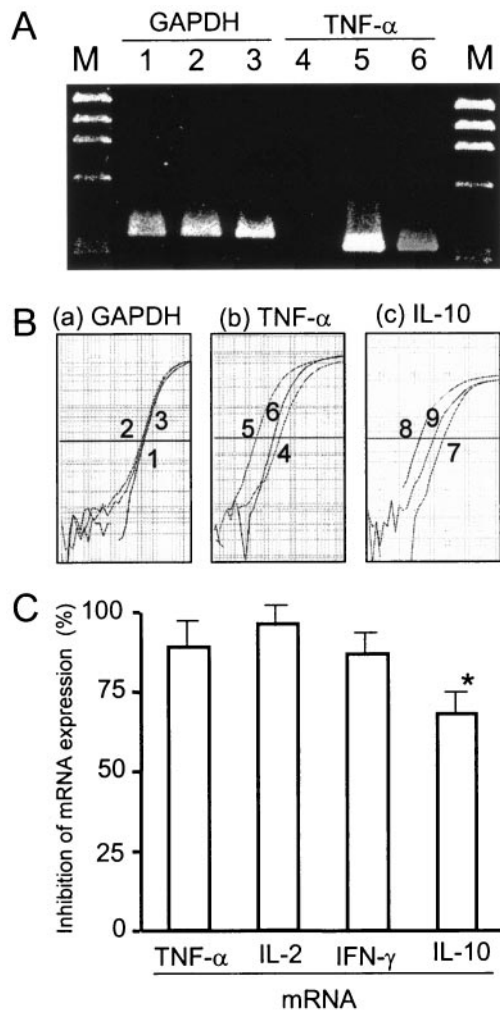 A
GAPDH TNF-α
M 1 2 3 4 5 6 M
B (a) GAPDH (b) TNF-α (c) IL-10
2 3 1
5 6 4
8 9 7
C
Inhibition of mRNA expression (%)
100
75
50
25
0
*
TNF-α IL-2 IFN-γ IL-10
mRNA